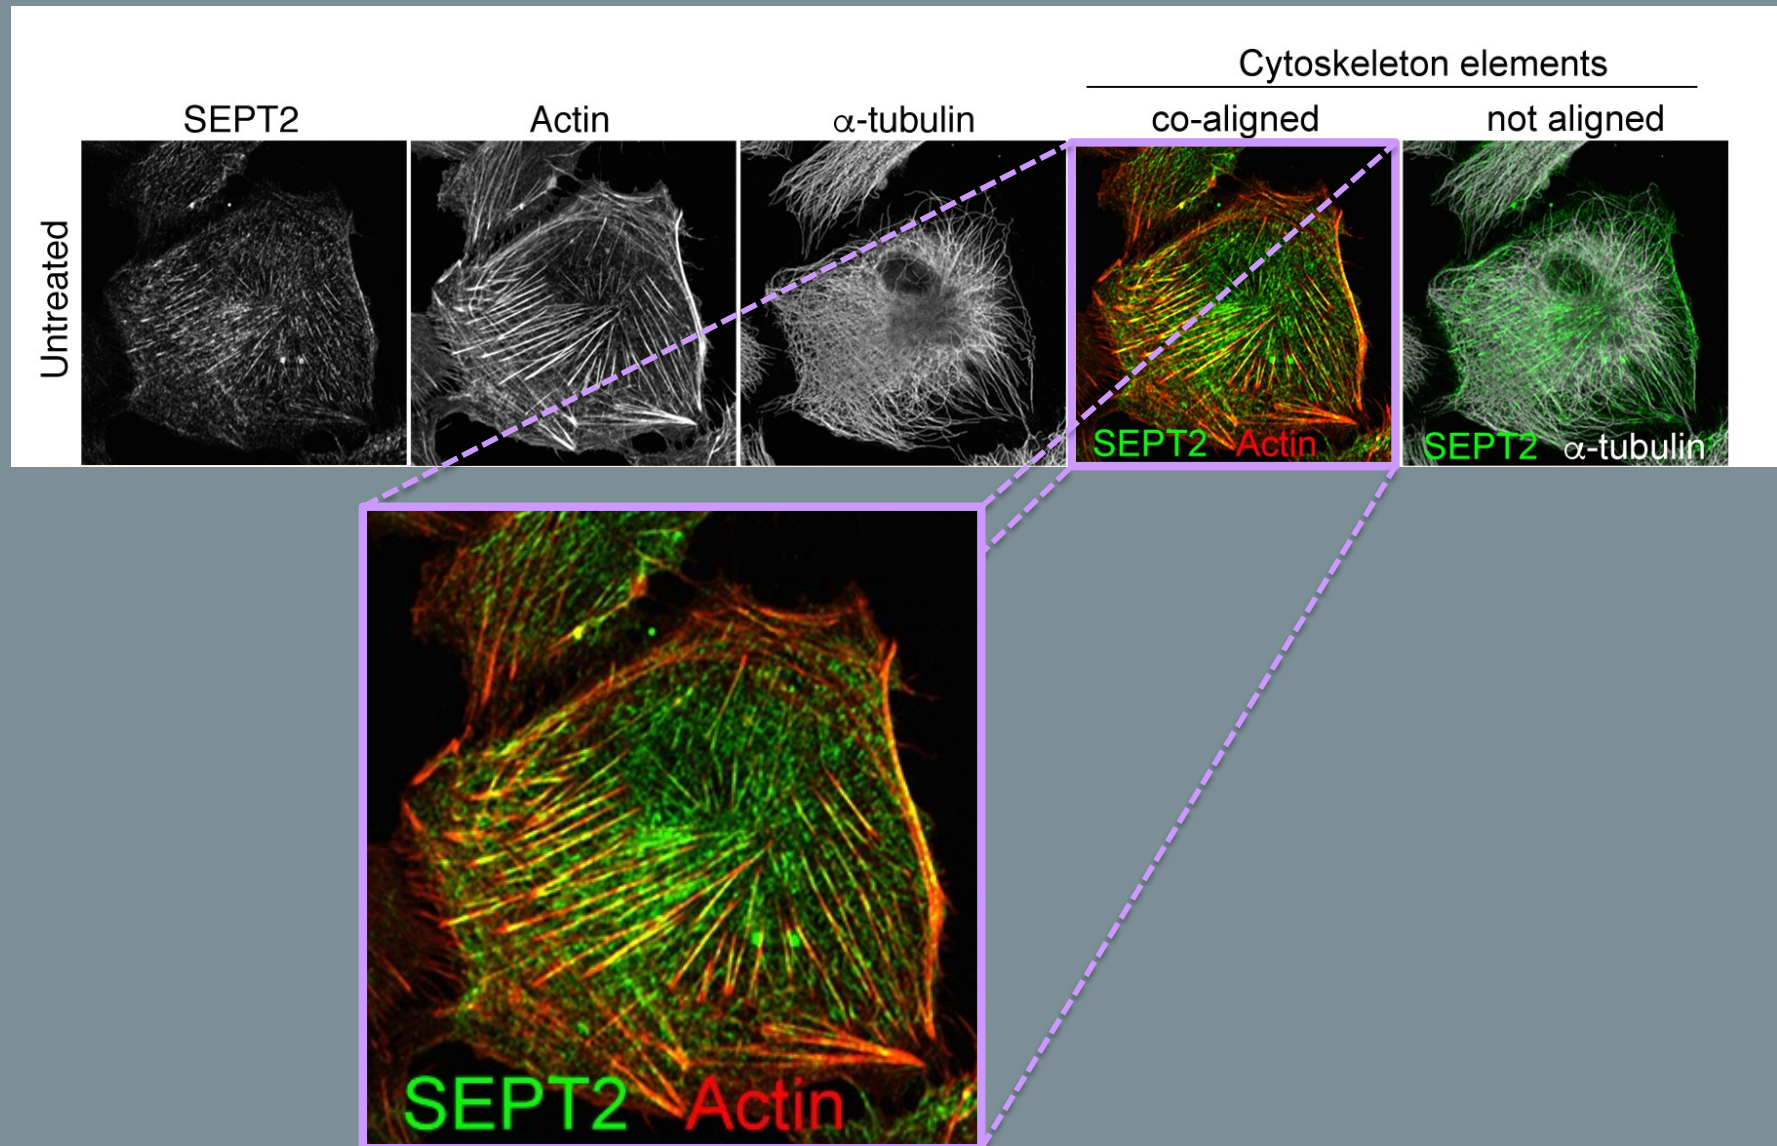 Cytoskeleton elements
SEPT2 Actin α-tubulin co-aligned not aligned
Untreated
SEPT2 Actin SEPT2 α-tubulin
SEPT2 Actin